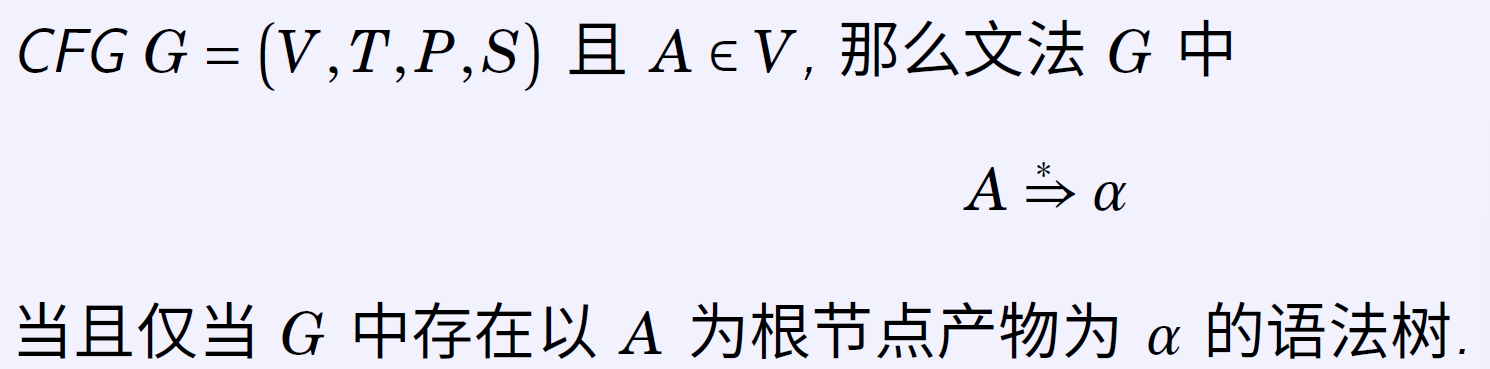 CFG G = (V,T,P,S) 且 A ∈ V, 那么文法 G 中
A ⇒* α
当且仅当 G 中存在以 A 为根节点产物为 α 的语法树.